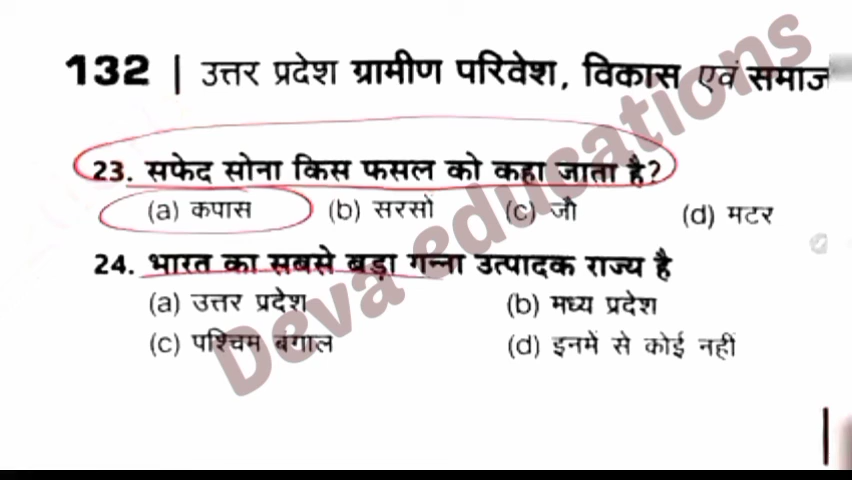 132 | उत्तर प्रदेश ग्रामीण परिवेश, विकास एवं समाज
23. सफेद सोना किस फसल को कहा जाता है?
(a) कपास (b) सरसों (c) जौ (d) मटर
24. भारत का सबसे बड़ा गन्ना उत्पादक राज्य है
(a) उत्तर प्रदेश (b) मध्य प्रदेश
(c) पश्चिम बंगाल (d) इनमें से कोई नहीं
Deva educations